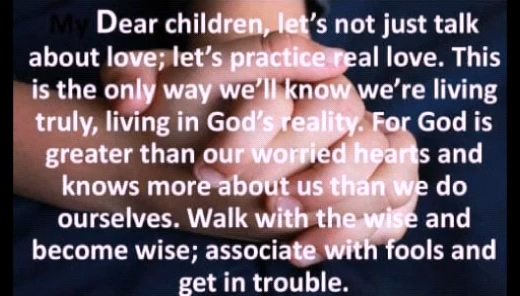 My Dear children, let's not just talk
about love; let's practice real love. This
is the only way we'll know we're living
truly, living in God's reality. For God is
greater than our worried hearts and
knows more about us than we do
ourselves. Walk with the wise and
become wise; associate with fools and
get in trouble.